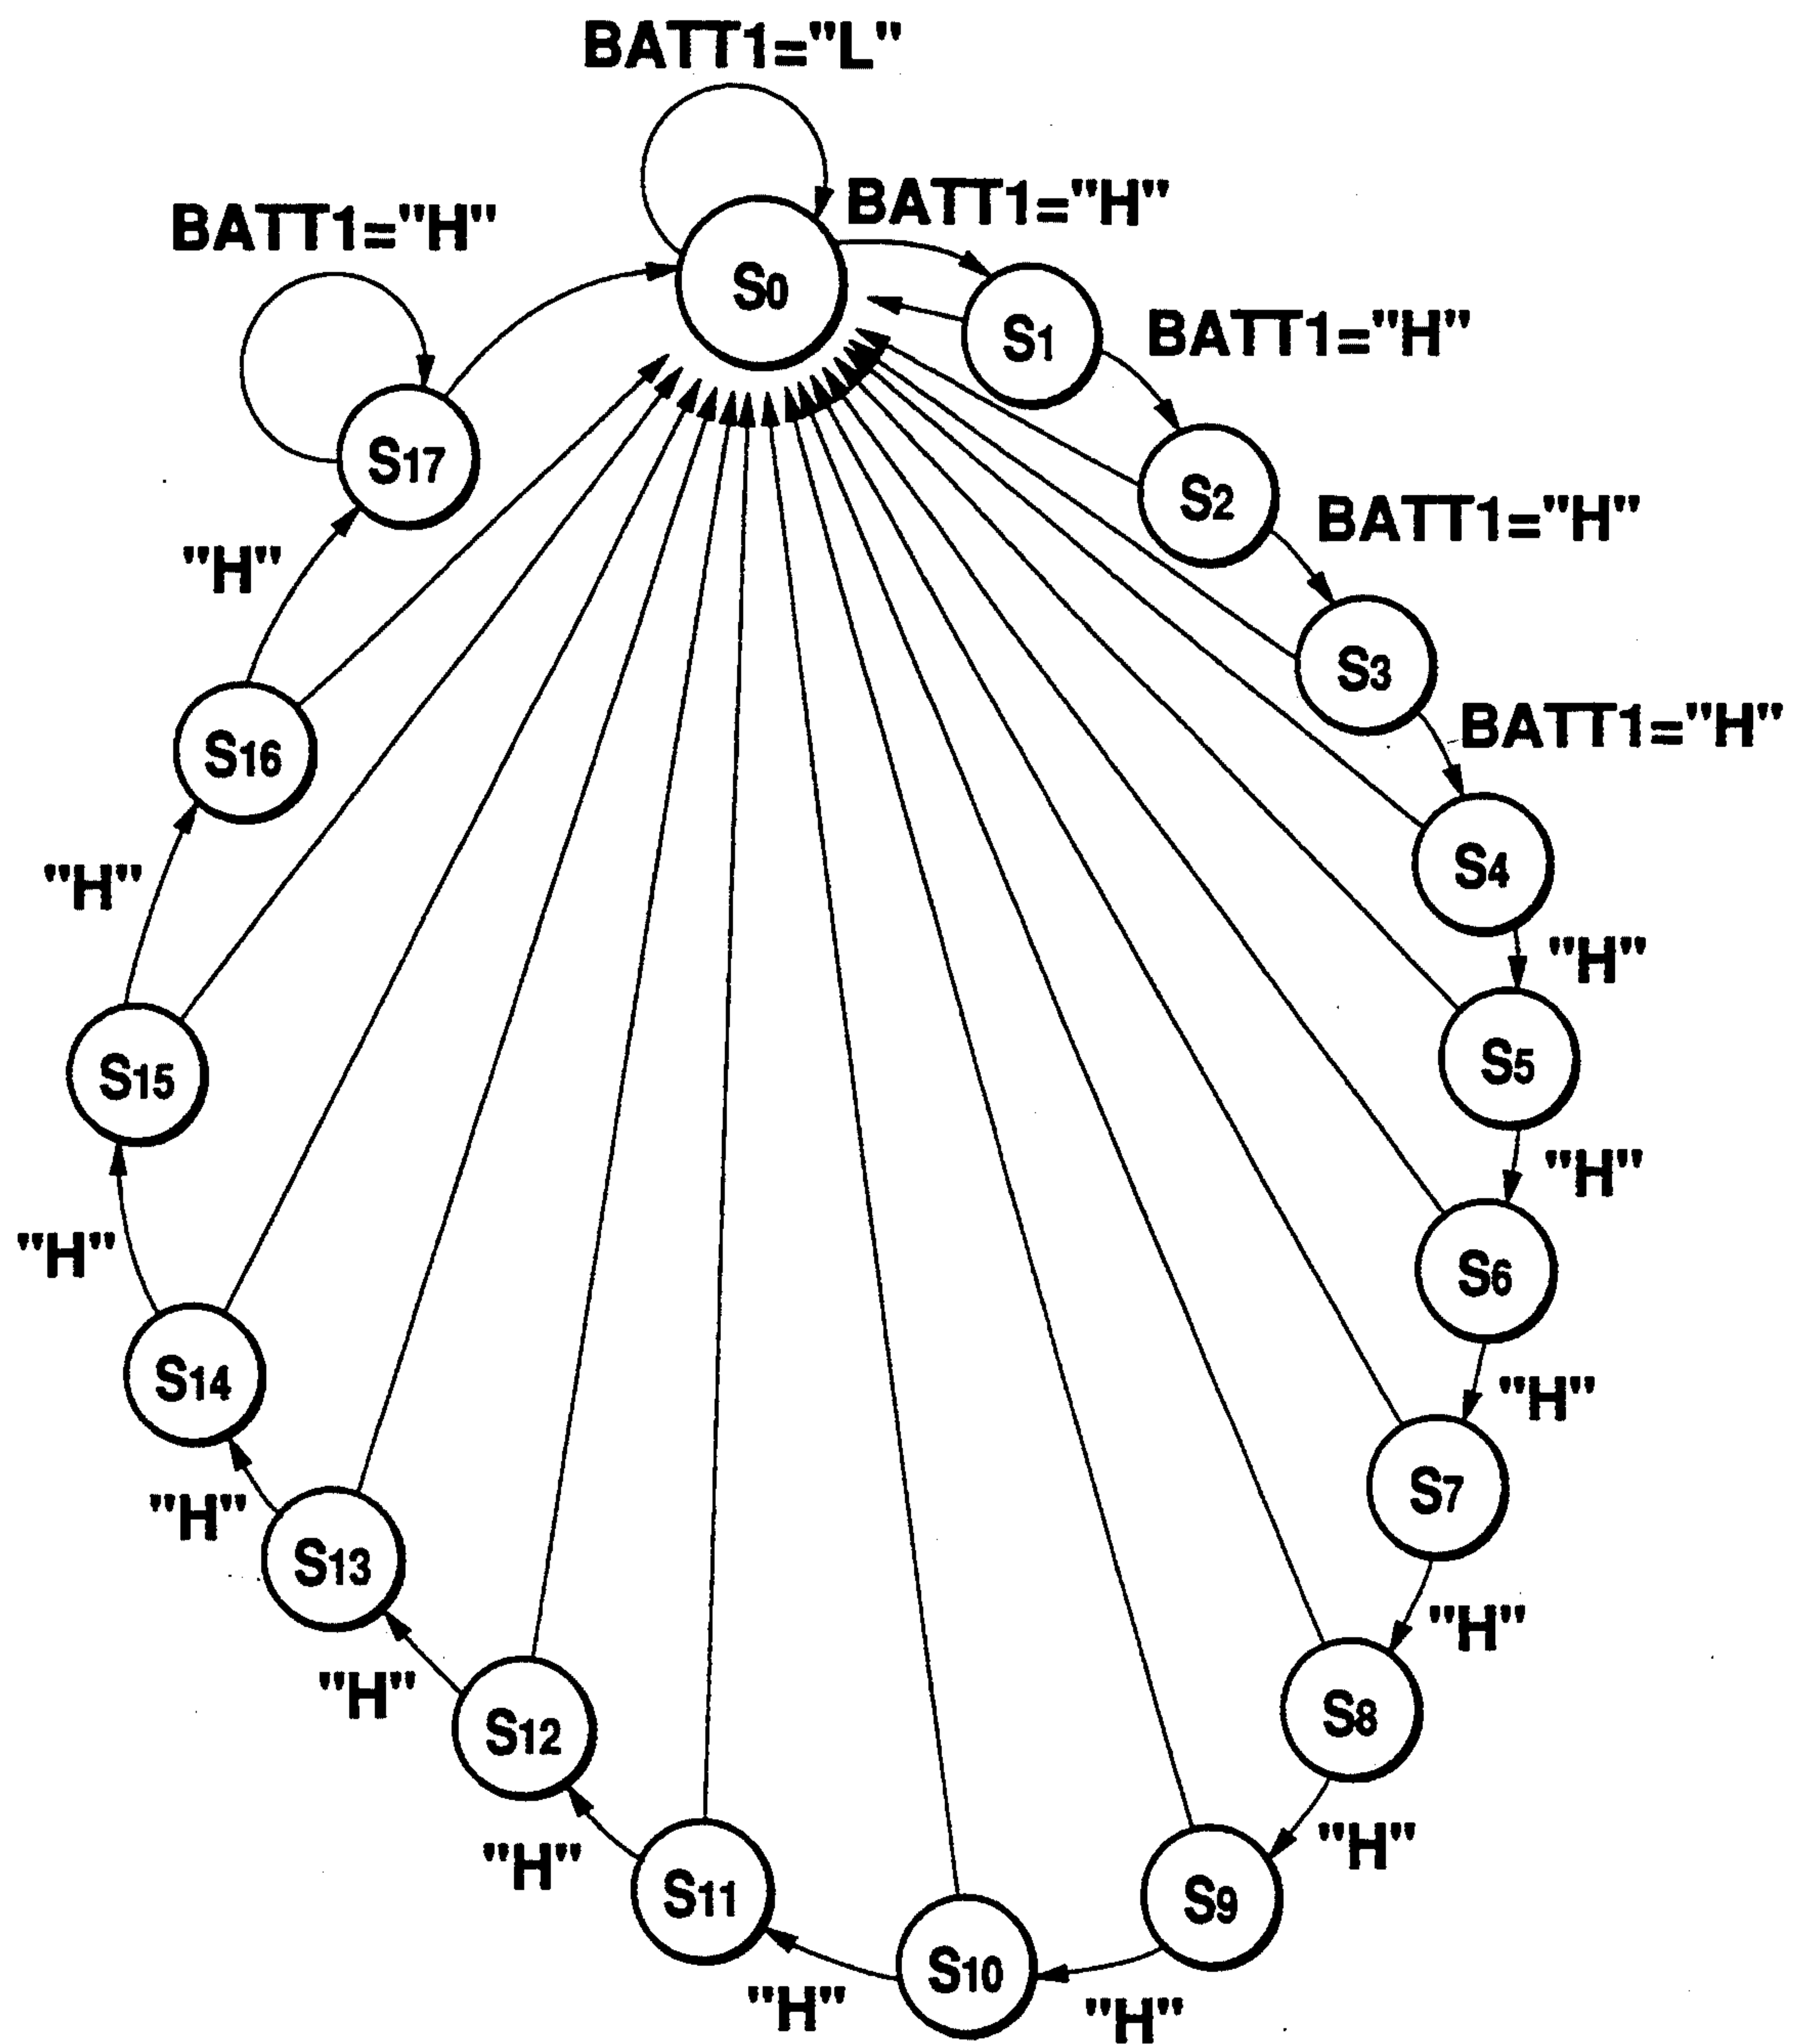 BATT1="L"
BATT1="H"
BATT1="H"
S0
S1
BATT1="H"
S17
S2
BATT1="H"
"H"
S3
BATT1="H"
S16
S4
"H"
"H"
S5
S15
"H"
"H"
S6
S14
"H"
S7
"H"
S13
"H"
"H"
S8
S12
"H"
"H"
S11
S9
S10
"H"
"H"